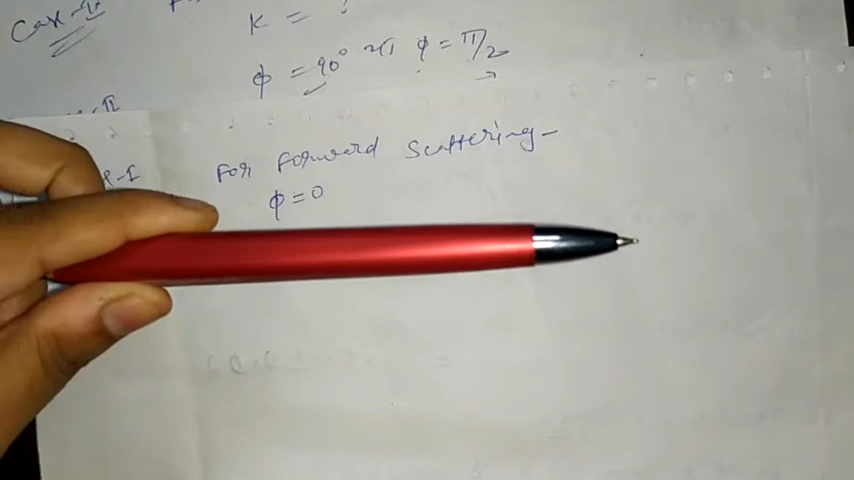 Case-II
K = ?
ϕ = 90° या ϕ = π/2
For forward Scattering-
ϕ = 0